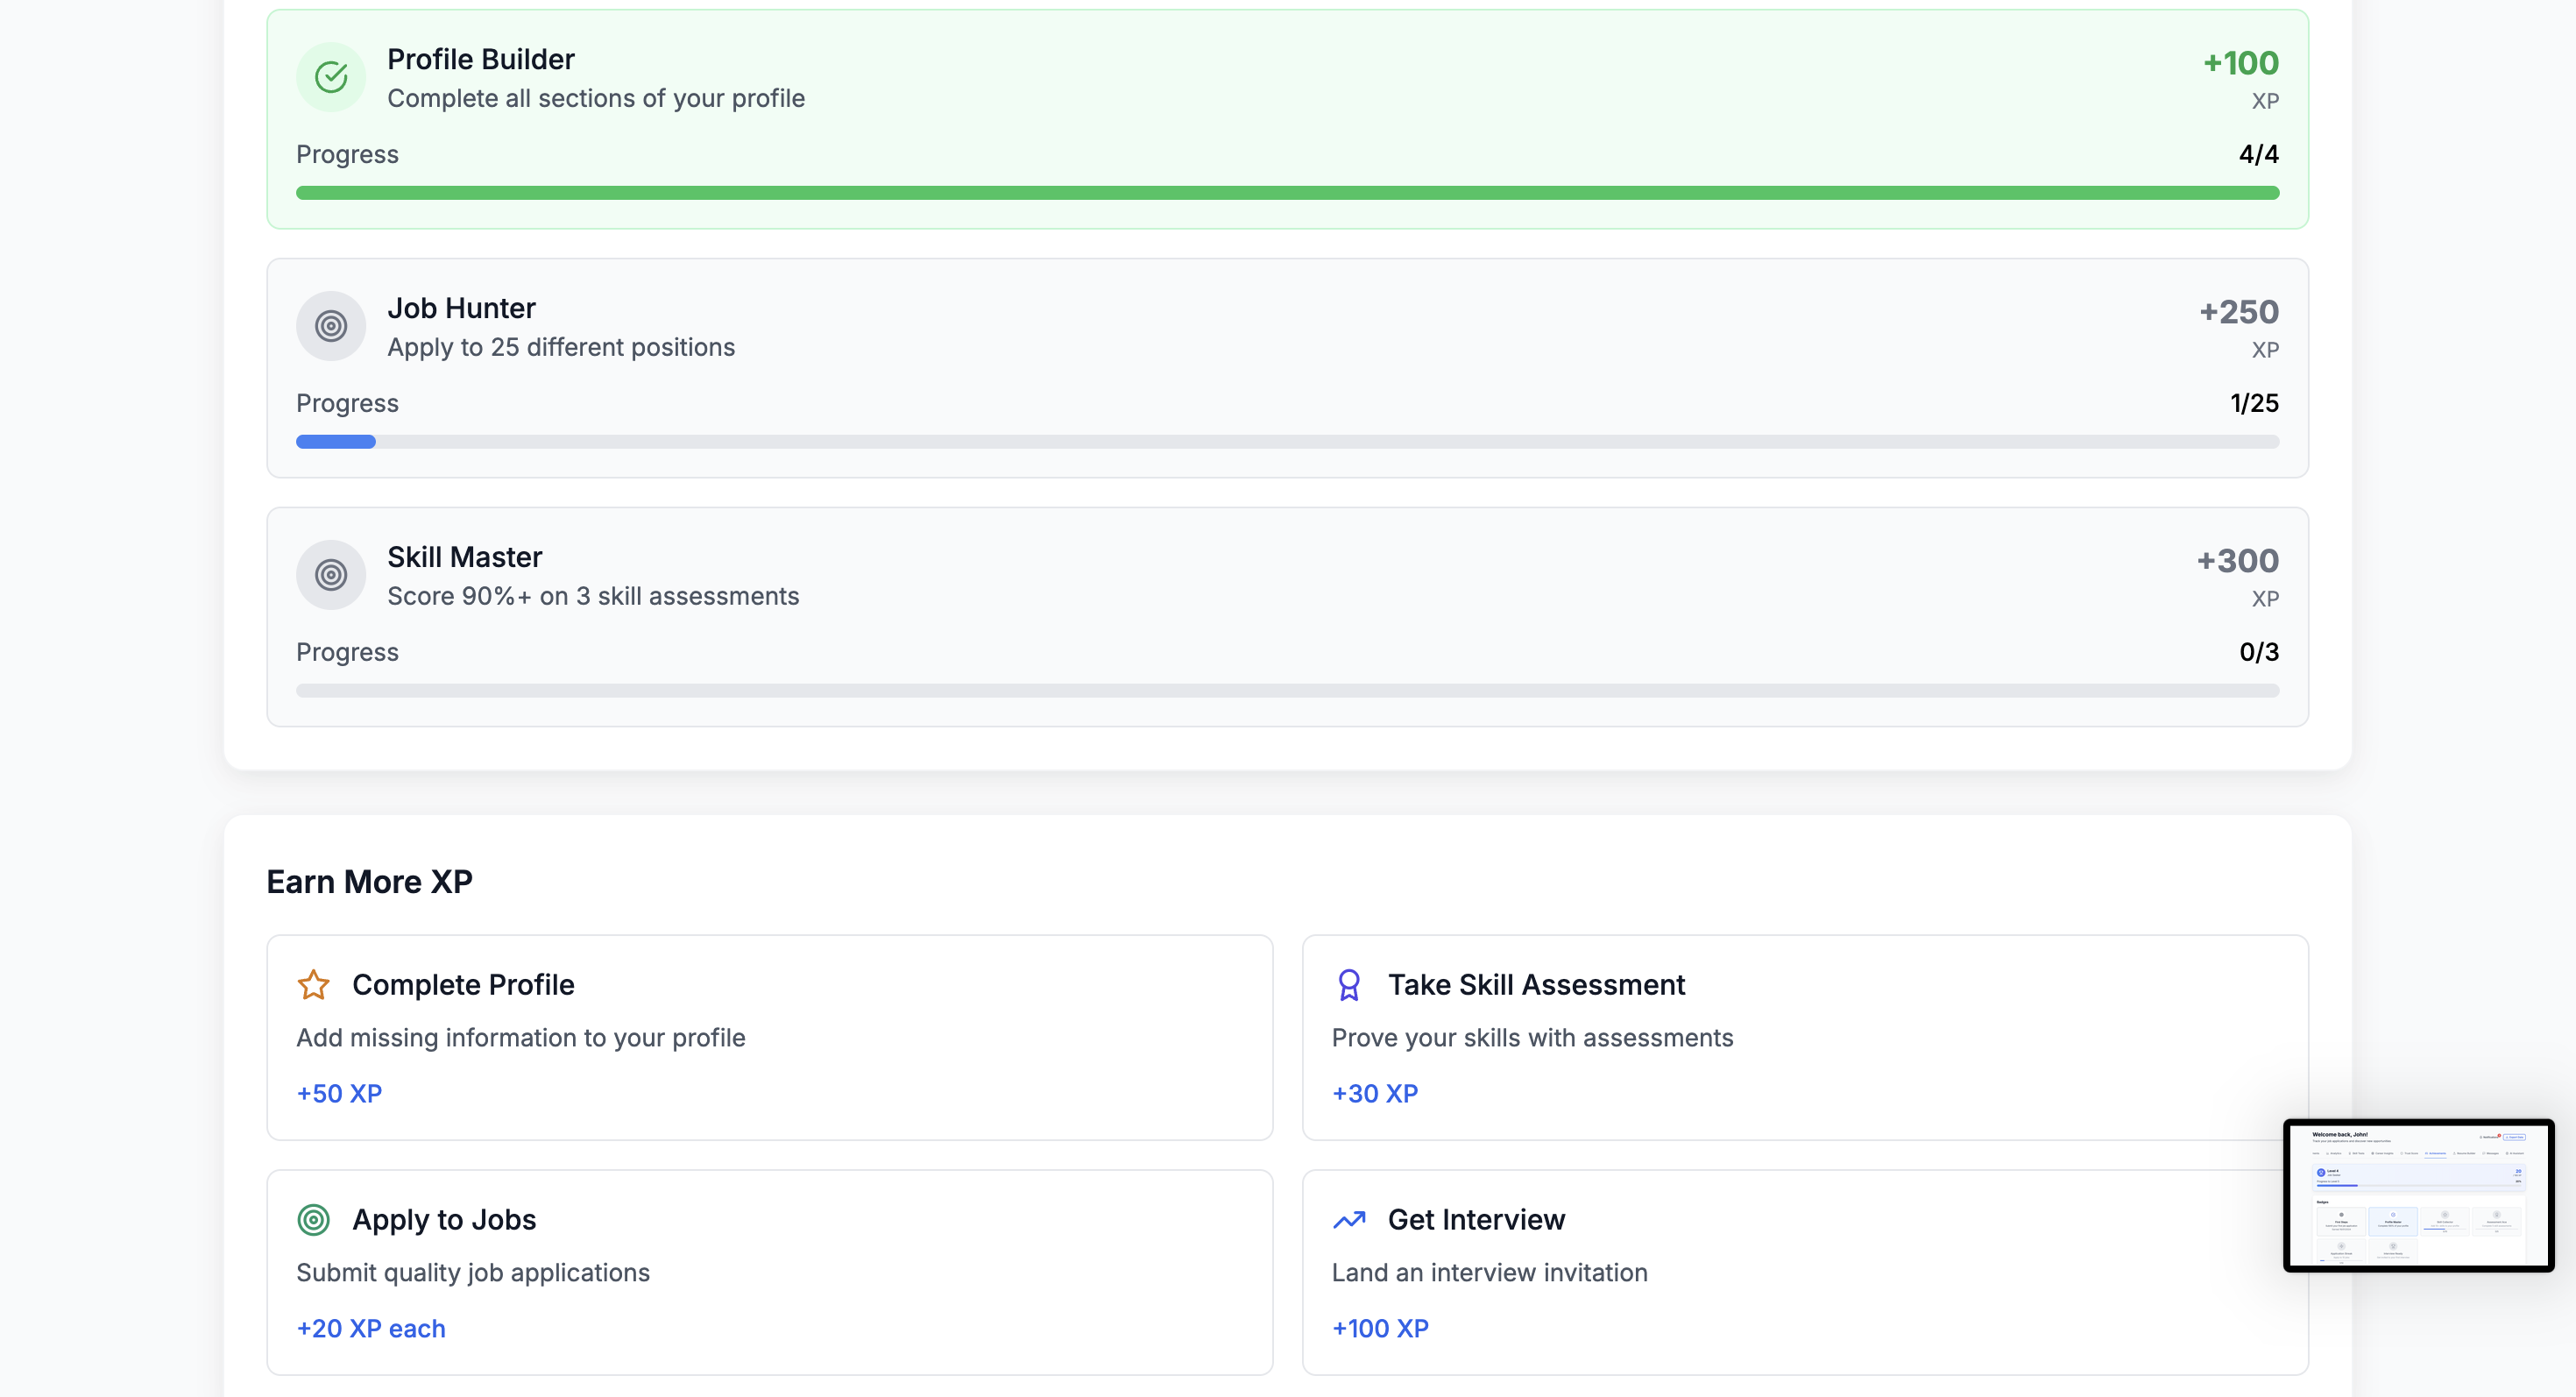 Profile Builder
Complete all sections of your profile
+100
XP
Progress
4/4
Job Hunter
Apply to 25 different positions
+250
XP
Progress
1/25
Skill Master
Score 90%+ on 3 skill assessments
+300
XP
Progress
0/3
Earn More XP
Complete Profile
Add missing information to your profile
+50 XP
Take Skill Assessment
Prove your skills with assessments
+30 XP
Apply to Jobs
Submit quality job applications
+20 XP each
Get Interview
Land an interview invitation
+100 XP
Welcome back, John!